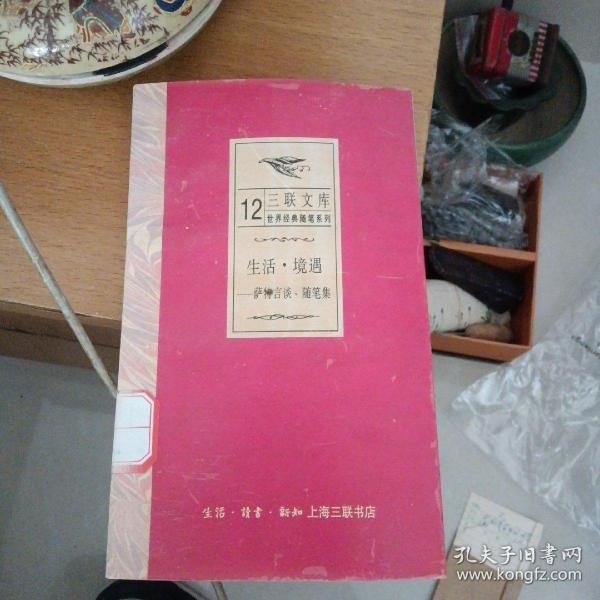 12
三联文库
世界经典随笔系列
生活·境遇
——萨特言谈、随笔集
生活·讀書·新知 上海三联书店
孔夫子旧书网
www.kongfz.com